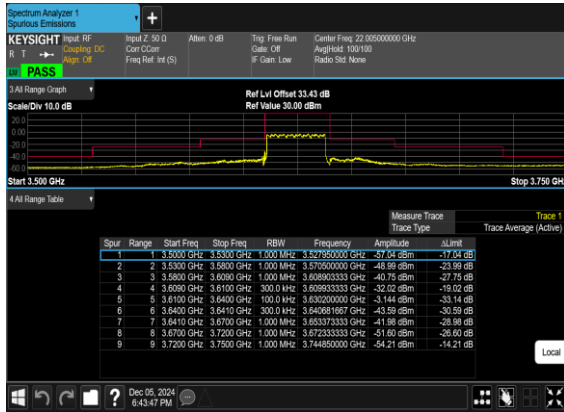 Spectrum Analyzer 1
Spurious Emissions
KEYSIGHT Input: RF Input Z: 50 Ω Atten: 0 dB Trig: Free Run Center Freq: 22.005000000 GHz
R T Coupling: DC Corr CCorr Gate: Off Avg|Hold: 100/100
Align: Off Freq Ref: Int (S) IF Gain: Low Radio Std: None
PASS
3 All Range Graph
Ref Lvl Offset 33.43 dB
Scale/Div 10.0 dB Ref Value 30.00 dBm
20.0
0.00
-20.0
-40.0
-60.0
Start 3.500 GHz Stop 3.750 GH
4 All Range Table
Measure Trace Trace 1
Trace Type Trace Average (Active)
Spur Range Start Freq Stop Freq RBW Frequency Amplitude ΔLimit
1 1 3.5000 GHz 3.5300 GHz 1.000 MHz 3.527950000 GHz -57.04 dBm -17.04 dB
2 2 3.5300 GHz 3.5800 GHz 1.000 MHz 3.570500000 GHz -48.99 dBm -23.99 dB
3 3 3.5800 GHz 3.6090 GHz 1.000 MHz 3.608903333 GHz -40.75 dBm -27.75 dB
4 4 3.6090 GHz 3.6100 GHz 300.0 kHz 3.609933333 GHz -32.02 dBm -19.02 dB
5 5 3.6100 GHz 3.6400 GHz 100.0 kHz 3.630200000 GHz -3.144 dBm -33.14 dB
6 6 3.6400 GHz 3.6410 GHz 300.0 kHz 3.640681667 GHz -43.59 dBm -30.59 dB
7 7 3.6410 GHz 3.6700 GHz 1.000 MHz 3.653373333 GHz -41.98 dBm -28.98 dB
8 8 3.6700 GHz 3.7200 GHz 1.000 MHz 3.672333333 GHz -51.60 dBm -26.60 dB
9 9 3.7200 GHz 3.7500 GHz 1.000 MHz 3.744850000 GHz -54.21 dBm -14.21 dB
Local
? Dec 05, 2024
6:43:47 PM